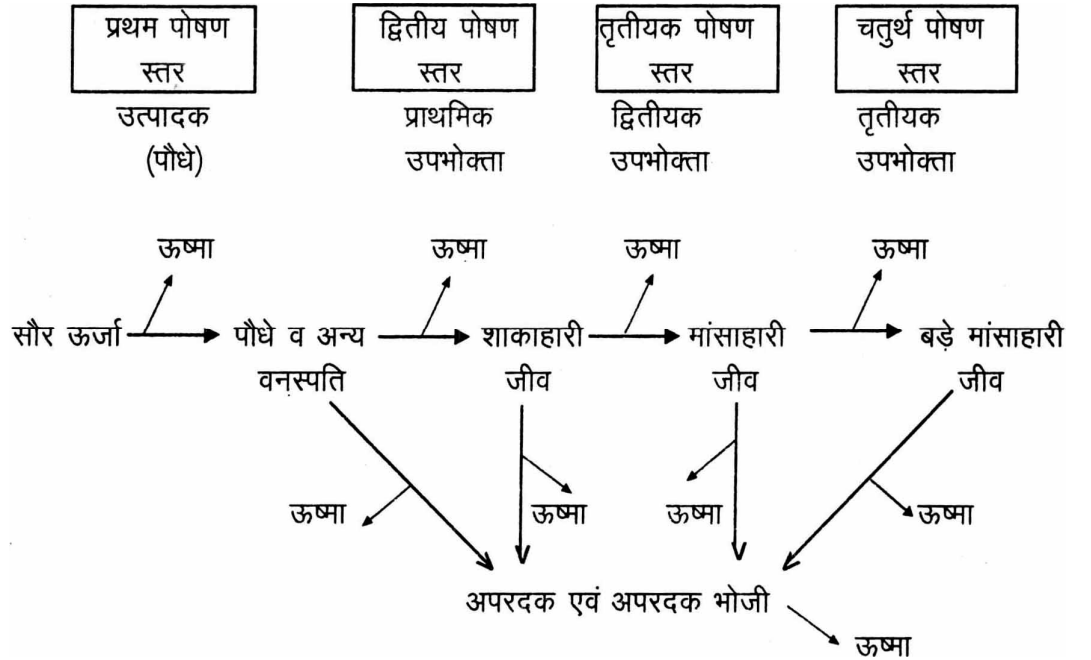 प्रथम पोषण द्वितीय पोषण तृतीयक पोषण चतुर्थ पोषण
स्तर स्तर स्तर स्तर
उत्पादक प्राथमिक द्वितीयक तृतीयक
(पौधे) उपभोक्ता उपभोक्ता उपभोक्ता
ऊष्मा ऊष्मा ऊष्मा ऊष्मा
सौर ऊर्जा पौधे व अन्य शाकाहारी मांसाहारी बड़े मांसाहारी
वनस्पति जीव जीव जीव
ऊष्मा ऊष्मा ऊष्मा ऊष्मा
अपरदक एवं अपरदक भोजी
ऊष्मा